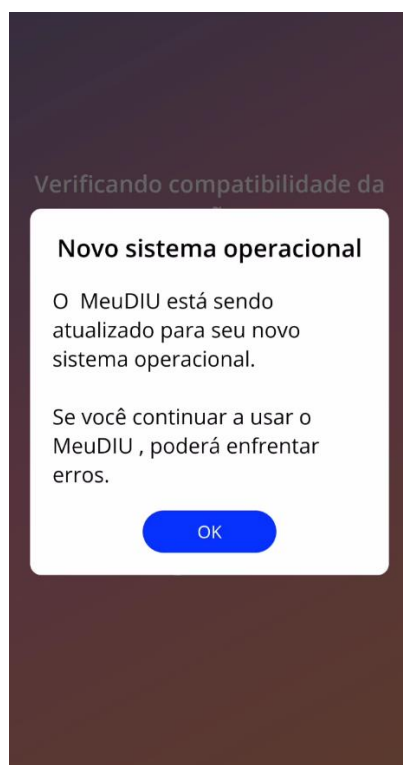 Verificando compatibilidade da
Novo sistema operacional
O MeuDIU está sendo
atualizado para seu novo
sistema operacional.
Se você continuar a usar o
MeuDIU , poderá enfrentar
erros.
OK